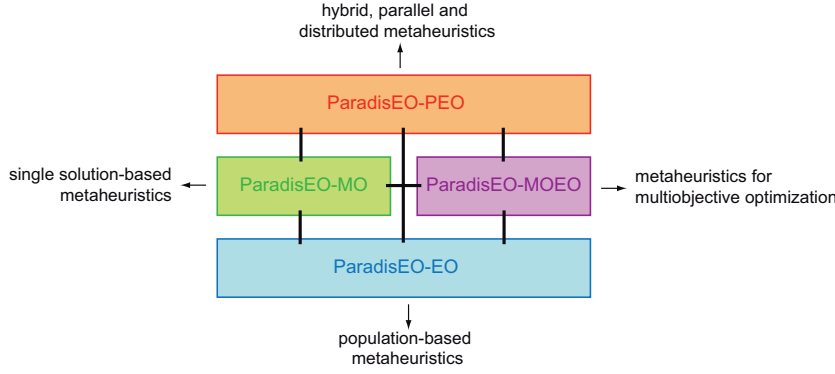 hybrid, parallel and
distributed metaheuristics
ParadisEO-PEO
single solution-based
metaheuristics
ParadisEO-MO
ParadisEO-MOEO
metaheuristics for
multiobjective optimization
ParadisEO-EO
population-based
metaheuristics